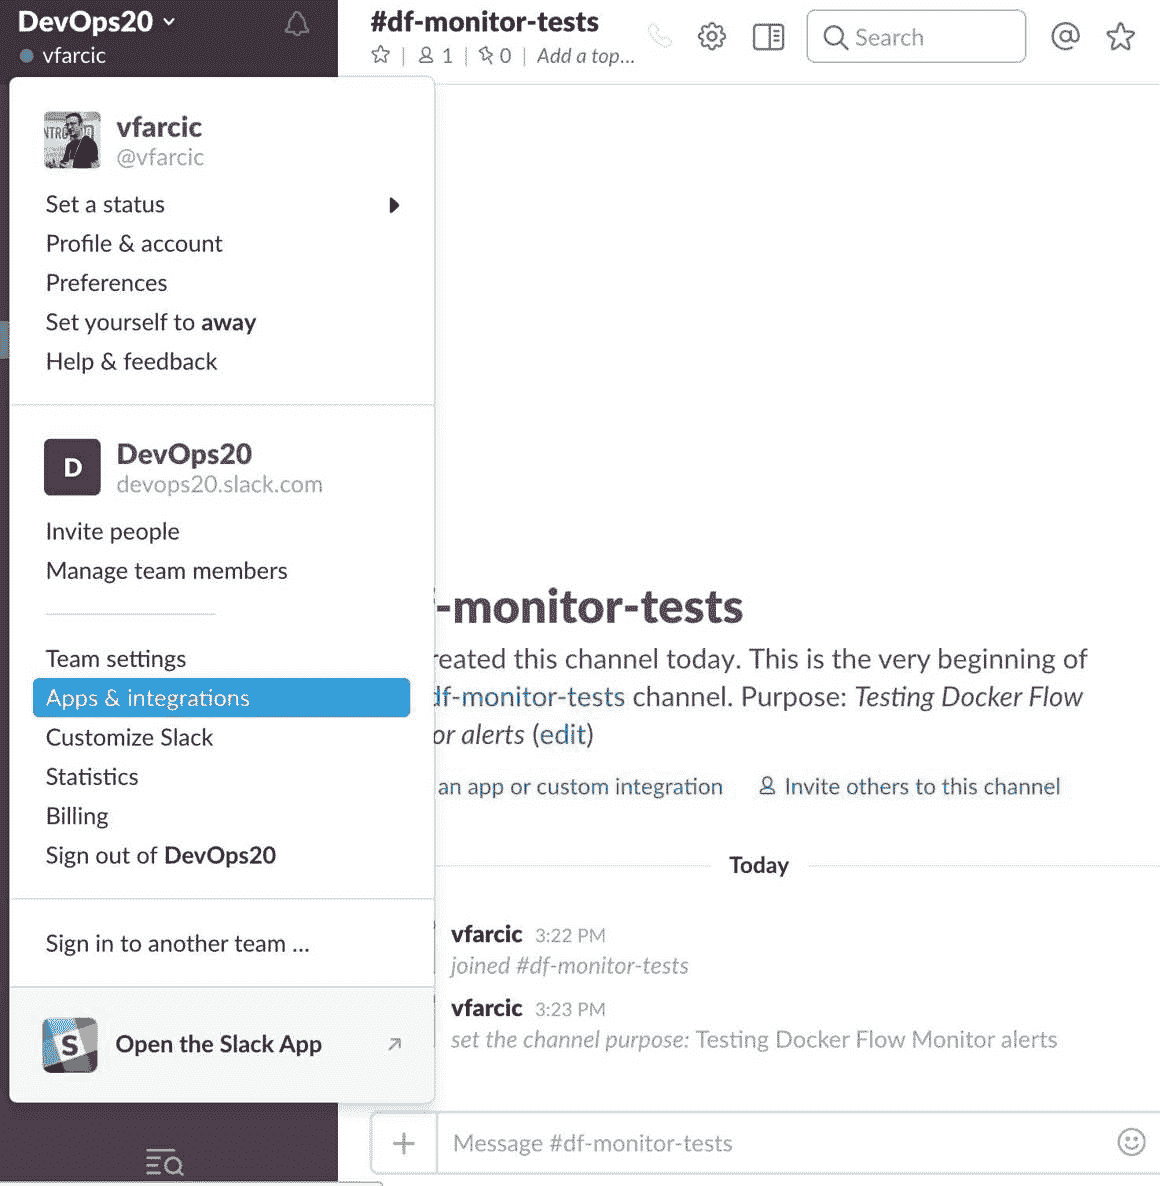 DevOps20
vfarcic
#df-monitor-tests
1
0
Add a top...
Search
vfarcic
@vfarcic
Set a status
Profile & account
Preferences
Set yourself to away
Help & feedback
D
DevOps20
devops20.slack.com
Invite people
Manage team members
Team settings
Apps & integrations
Customize Slack
Statistics
Billing
Sign out of DevOps20
Sign in to another team ...
S
Open the Slack App
-monitor-tests
reated this channel today. This is the very beginning of
df-monitor-tests channel. Purpose: Testing Docker Flow
or alerts (edit)
an app or custom integration
Invite others to this channel
Today
vfarcic 3:22 PM
joined #df-monitor-tests
vfarcic 3:23 PM
set the channel purpose: Testing Docker Flow Monitor alerts
Message #df-monitor-tests